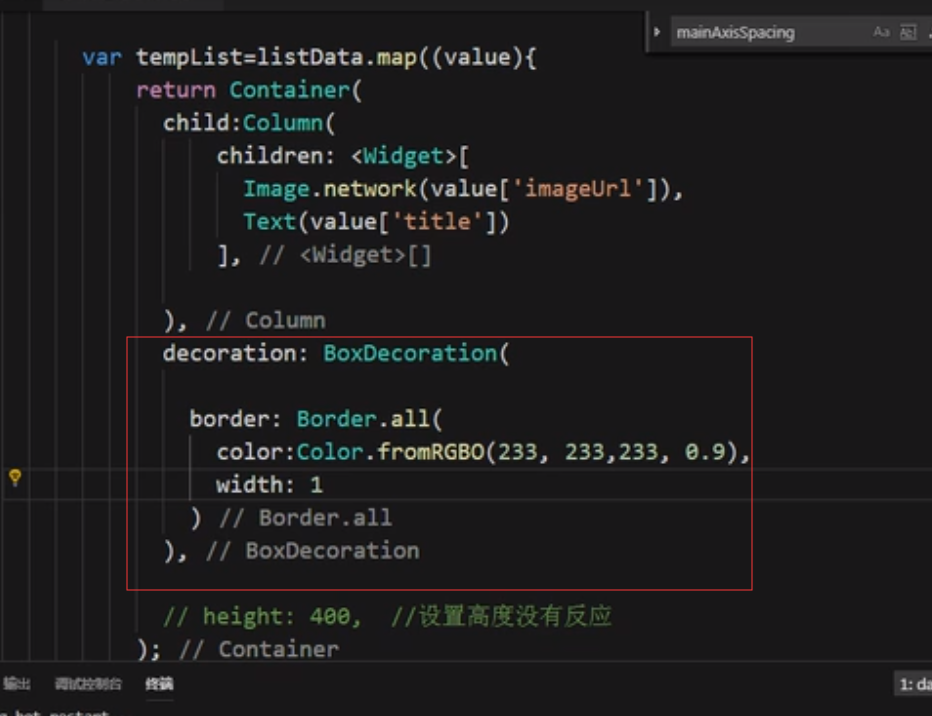 mainAxisSpacing Aa Abl
var tempList=listData.map((value){
return Container(
child:Column(
children: <Widget>[
Image.network(value['imageUrl']),
Text(value['title'])
], // <Widget>[]
), // Column
decoration: BoxDecoration(
border: Border.all(
color:Color.fromRGBO(233, 233,233, 0.9),
width: 1
) // Border.all
), // BoxDecoration
// height: 400,  //设置高度没有反应
); // Container
输出 调试控制台 终端 1: da